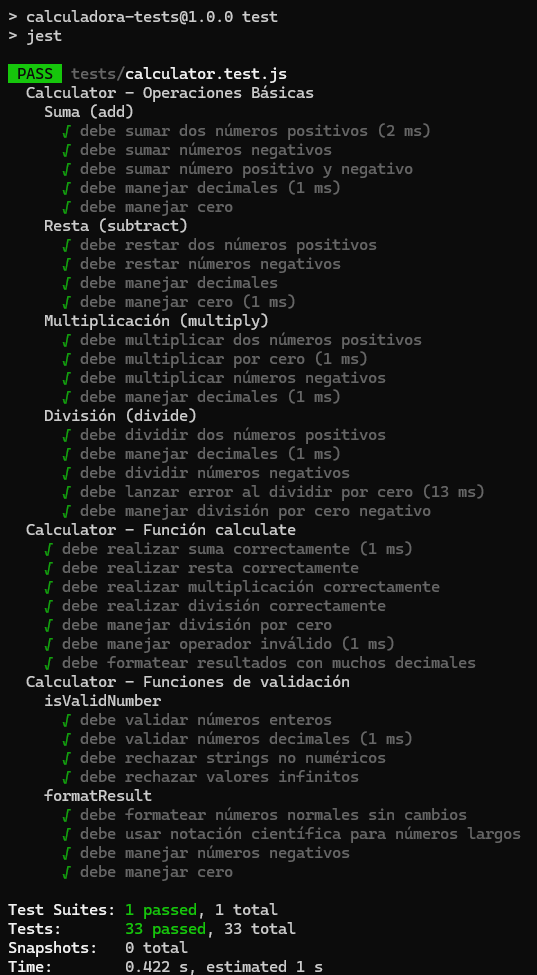 > calculadora-tests@1.0.0 test
> jest
PASS tests/calculator.test.js
Calculator – Operaciones Básicas
Suma (add)
√ debe sumar dos números positivos (2 ms)
√ debe sumar números negativos
√ debe sumar número positivo y negativo
√ debe manejar decimales (1 ms)
√ debe manejar cero
Resta (subtract)
√ debe restar dos números positivos
√ debe restar números negativos
√ debe manejar decimales
√ debe manejar cero (1 ms)
Multiplicación (multiply)
√ debe multiplicar dos números positivos
√ debe multiplicar por cero (1 ms)
√ debe multiplicar números negativos
√ debe manejar decimales (1 ms)
División (divide)
√ debe dividir dos números positivos
√ debe manejar decimales (1 ms)
√ debe dividir números negativos
√ debe lanzar error al dividir por cero (13 ms)
√ debe manejar división por cero negativo
Calculator – Función calculate
√ debe realizar suma correctamente (1 ms)
√ debe realizar resta correctamente
√ debe realizar multiplicación correctamente
√ debe realizar división correctamente
√ debe manejar división por cero
√ debe manejar operador inválido (1 ms)
√ debe formatear resultados con muchos decimales
Calculator – Funciones de validación
isValidNumber
√ debe validar números enteros
√ debe validar números decimales (1 ms)
√ debe rechazar strings no numéricos
√ debe rechazar valores infinitos
formatResult
√ debe formatear números normales sin cambios
√ debe usar notación científica para números largos
√ debe manejar números negativos
√ debe manejar cero
Test Suites: 1 passed, 1 total
Tests: 33 passed, 33 total
Snapshots: 0 total
Time: 0.422 s, estimated 1 s